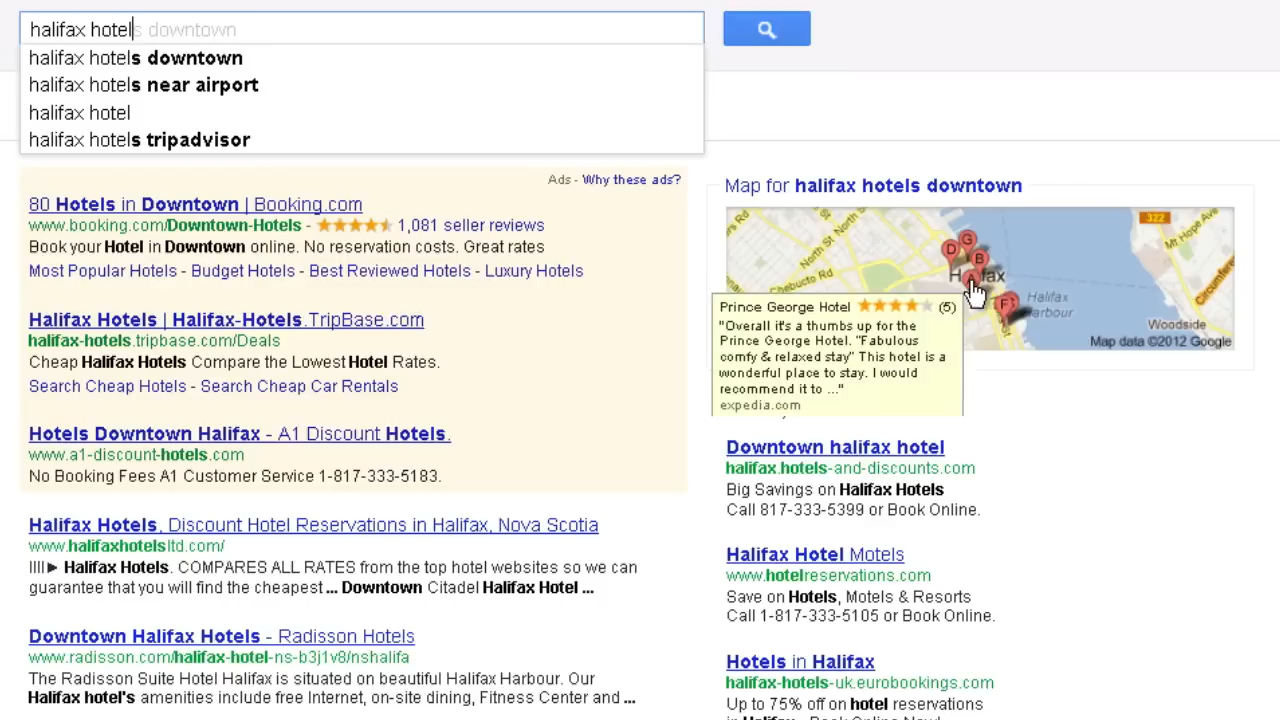 halifax hotels downtown
halifax hotels downtown
halifax hotels near airport
halifax hotel
halifax hotels tripadvisor
Ads - Why these ads?
80 Hotels in Downtown | Booking.com
www.booking.com/Downtown-Hotels - 1,081 seller reviews
Book your Hotel in Downtown online. No reservation costs. Great rates
Most Popular Hotels - Budget Hotels - Best Reviewed Hotels - Luxury Hotels
Halifax Hotels | Halifax-Hotels.TripBase.com
halifax-hotels.tripbase.com/Deals
Cheap Halifax Hotels Compare the Lowest Hotel Rates.
Search Cheap Hotels - Search Cheap Car Rentals
Hotels Downtown Halifax - A1 Discount Hotels.
www.a1-discount-hotels.com
No Booking Fees A1 Customer Service 1-817-333-5183.
Halifax Hotels, Discount Hotel Reservations in Halifax, Nova Scotia
www.halifaxhotelsltd.com/
IIII► Halifax Hotels. COMPARES ALL RATES from the top hotel websites so we can
guarantee that you will find the cheapest ... Downtown Citadel Halifax Hotel ...
Downtown Halifax Hotels - Radisson Hotels
www.radisson.com/halifax-hotel-ns-b3j1v8/nshalifa
The Radisson Suite Hotel Halifax is situated on beautiful Halifax Harbour. Our
Halifax hotel's amenities include free Internet, on-site dining, Fitness Center and ...
Map for halifax hotels downtown
322
Mt Hope Ave
North St
North St
Chebucto Rd
D
G
B
A
F
Halifax
Halifax
Harbour
Woodside
Map data ©2012 Google
Prince George Hotel (5)
"Overall it's a thumbs up for the
Prince George Hotel. "Fabulous
comfy & relaxed stay" This hotel is a
wonderful place to stay. I would
recommend it to ..."
expedia.com
Downtown halifax hotel
halifax.hotels-and-discounts.com
Big Savings on Halifax Hotels
Call 817-333-5399 or Book Online.
Halifax Hotel Motels
www.hotelreservations.com
Save on Hotels, Motels & Resorts
Call 1-817-333-5105 or Book Online.
Hotels in Halifax
halifax-hotels-uk.eurobookings.com
Up to 75% off on hotel reservations
in Halifax - Book Online Now!